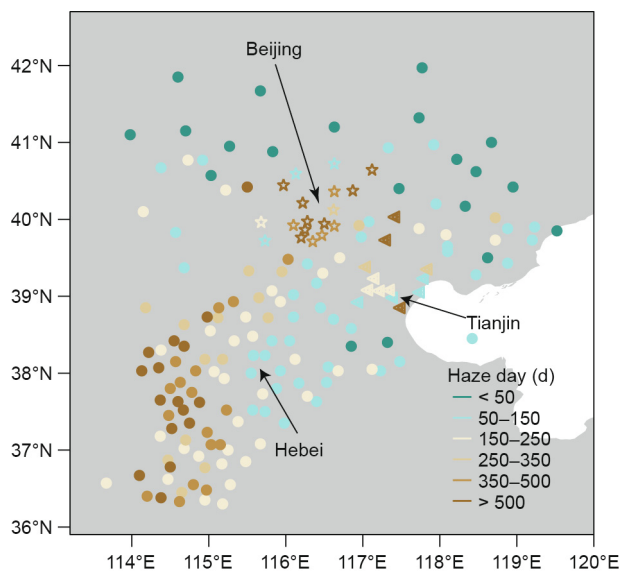 42°N
41°N
40°N
39°N
38°N
37°N
36°N
Beijing
Tianjin
Hebei
Haze day (d)
< 50
50–150
150–250
250–350
350–500
> 500
114°E 115°E 116°E 117°E 118°E 119°E 120°E